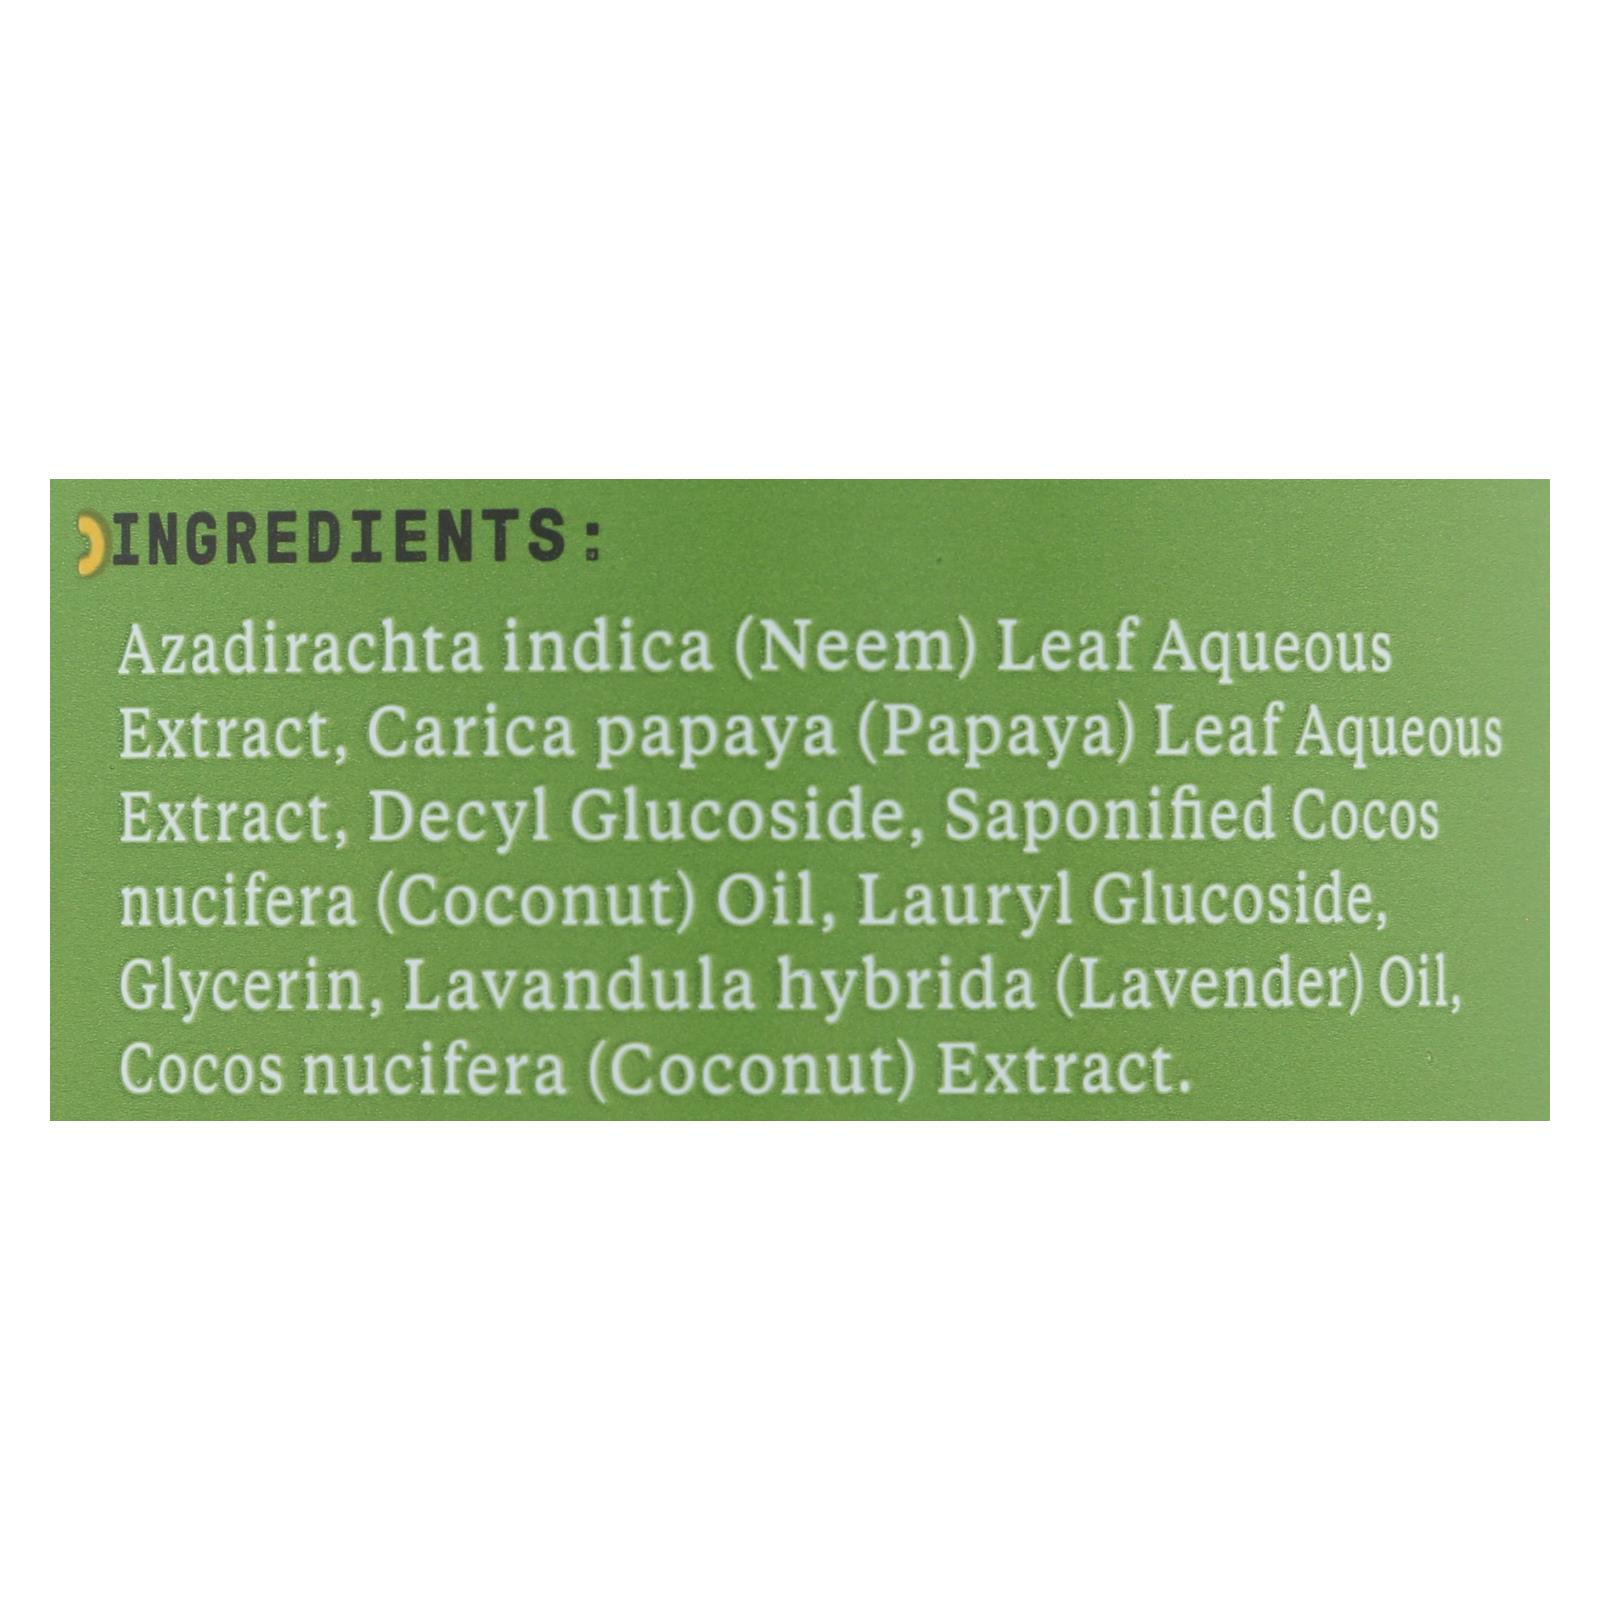 INGREDIENTS:
Azadirachta indica (Neem) Leaf Aqueous
Extract, Carica papaya (Papaya) Leaf Aqueous
Extract, Decyl Glucoside, Saponified Cocos
nucifera (Coconut) Oil, Lauryl Glucoside,
Glycerin, Lavandula hybrida (Lavender) Oil,
Cocos nucifera (Coconut) Extract.